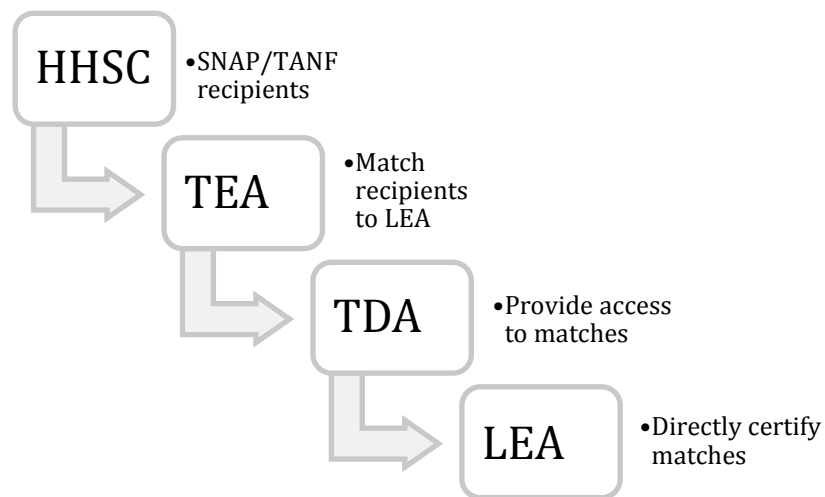 HHSC
•SNAP/TANF
recipients
TEA
•Match
recipients
to LEA
TDA
•Provide access
to matches
LEA
•Directly certify
matches